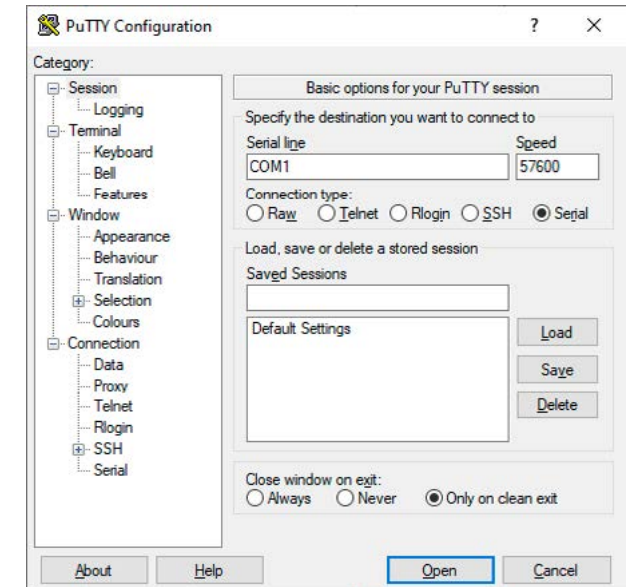 PuTTY Configuration
?
Category:
Session
Logging
Terminal
Keyboard
Bell
Features
Window
Appearance
Behaviour
Translation
Selection
Colours
Connection
Data
Proxy
Telnet
Rlogin
SSH
Serial
Basic options for your PuTTY session
Specify the destination you want to connect to
Serial line Speed
COM1 57600
Connection type:
Raw Telnet Rlogin SSH Serial
Load, save or delete a stored session
Saved Sessions
Default Settings
Load
Save
Delete
Close window on exit:
Always Never Only on clean exit
About Help Open Cancel